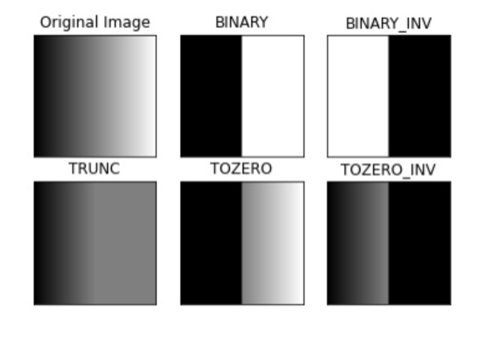 Original Image
BINARY
BINARY_INV
TRUNC
TOZERO
TOZERO_INV